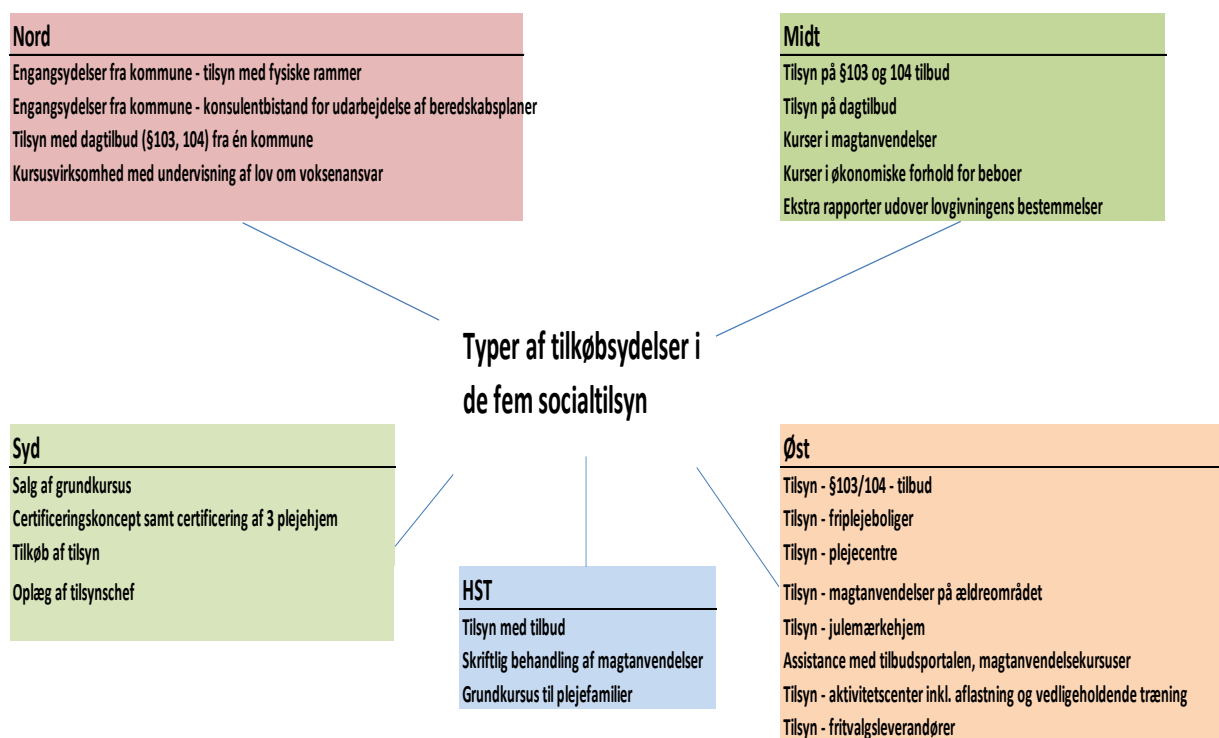 Nord
Engangsydelser fra kommune - tilsyn med fysiske rammer
Engangsydelser fra kommune - konsulentbistand for udarbejdelse af beredskabsplaner
Tilsyn med dagtilbud (§103, 104) fra én kommune
Kursusvirksomhed med undervisning af lov om voksenansvar
Midt
Tilsyn på §103 og 104 tilbud
Tilsyn på dagtilbud
Kurser i magtanvendelser
Kurser i økonomiske forhold for beboer
Ekstra rapporter udover lovgivningens bestemmelser
Typer af tilkøbsydelser i
de fem socialtilsyn
Syd
Salg af grundkursus
Certificeringskoncept samt certificering af 3 plejehjem
Tilkøb af tilsyn
Oplæg af tilsynschef
HST
Tilsyn med tilbud
Skriftlig behandling af magtanvendelser
Grundkursus til plejefamilier
Øst
Tilsyn - §103/104 - tilbud
Tilsyn - friplejeboliger
Tilsyn - plejecentre
Tilsyn - magtanvendelser på ældreområdet
Tilsyn - julemærkehjem
Assistance med tilbudsportalen, magtanvendelsekursuser
Tilsyn - aktivitetscenter inkl. aflastning og vedligeholdende træning
Tilsyn - fritvalgsleverandører